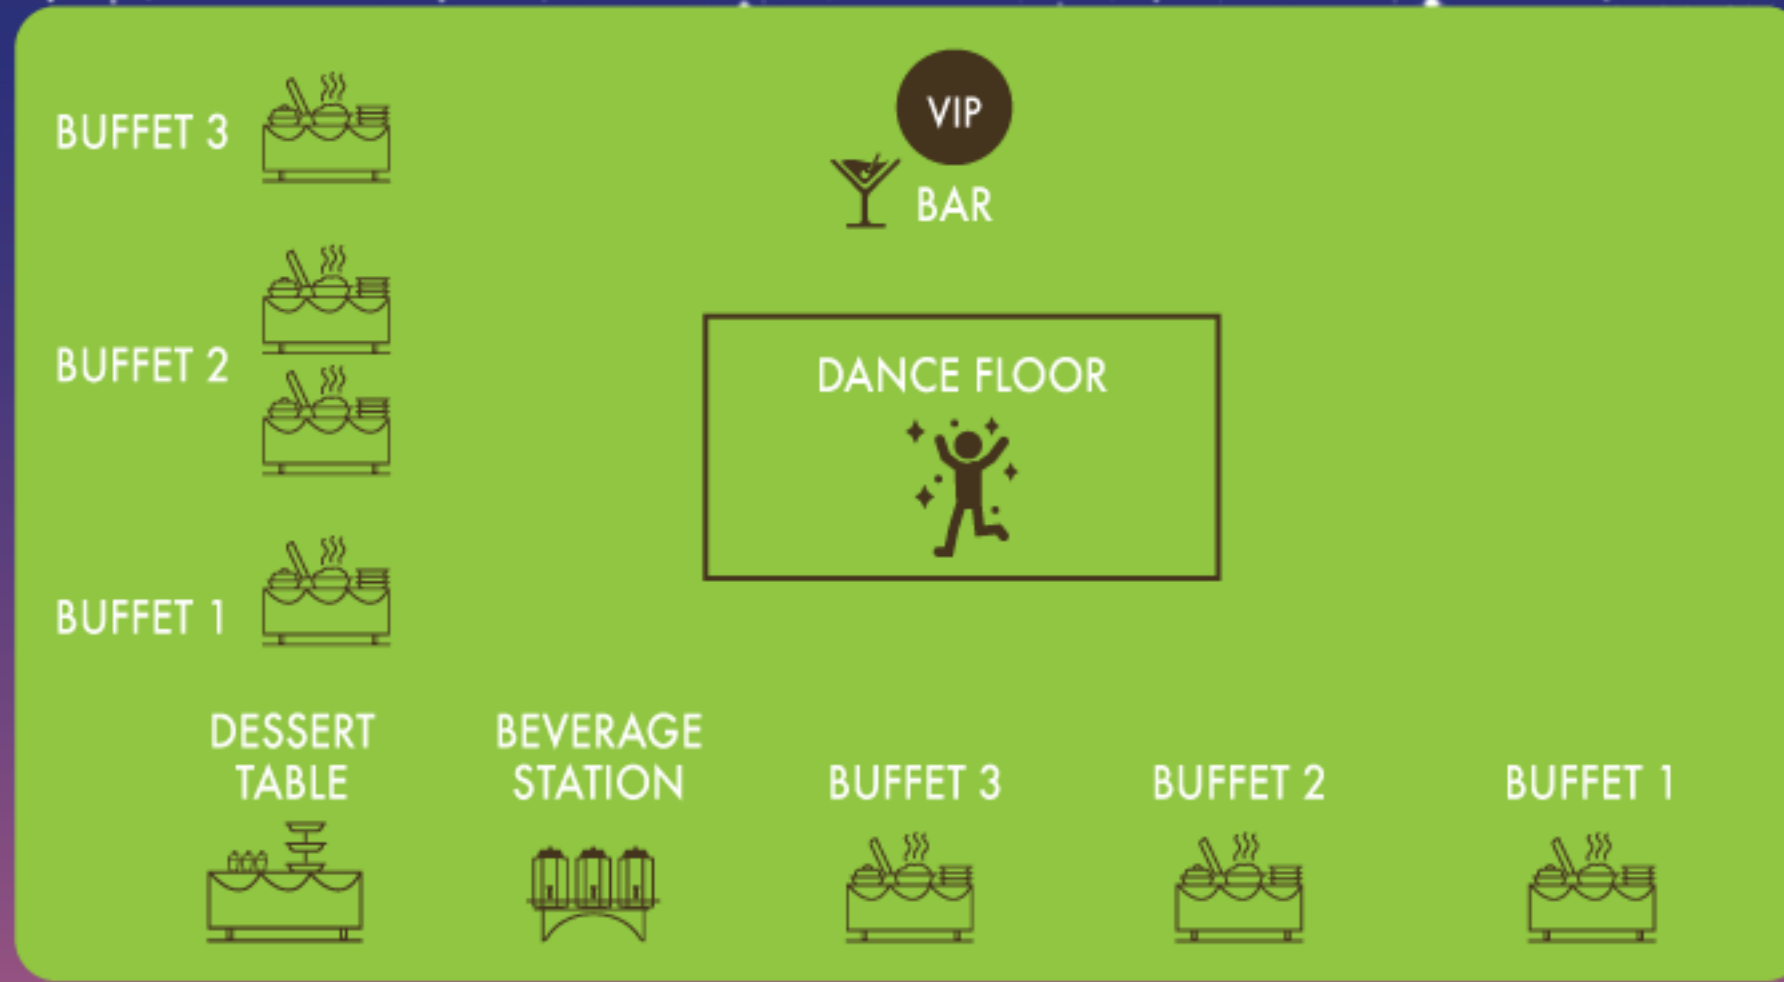 BUFFET 3
VIP
BAR
BUFFET 2
DANCE FLOOR
BUFFET 1
DESSERT
TABLE
BEVERAGE
STATION
BUFFET 3
BUFFET 2
BUFFET 1